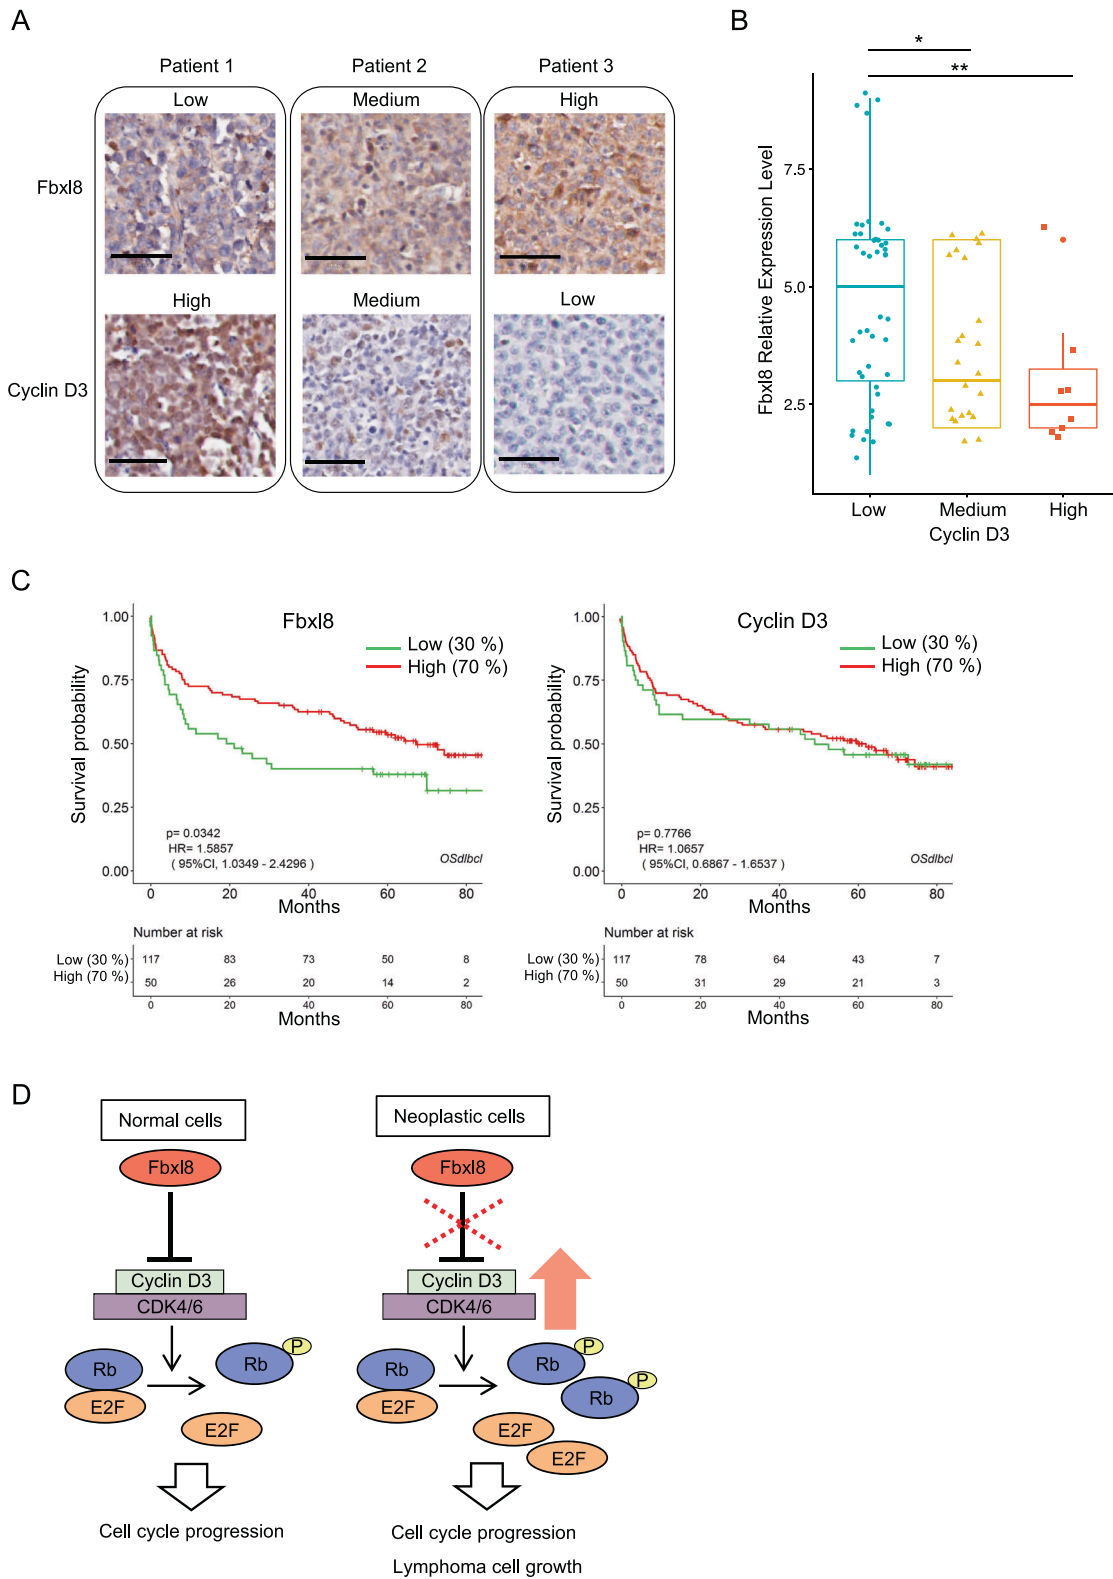 A
Patient 1 Patient 2 Patient 3
Low Medium High
Fbxl8
High Medium Low
Cyclin D3
B
*
**
Fbxl8 Relative Expression Level
7.5
5.0
2.5
Low Medium High
Cyclin D3
C
Fbxl8
Low (30 %)
High (70 %)
Survival probability
1.00
0.75
0.50
0.25
0.00
p= 0.0342
HR= 1.5857
( 95%CI, 1.0349 - 2.4296 )
OSdlbcl
0 20 40 60 80
Months
Number at risk
Low (30 %) 117 83 73 50 8
High (70 %) 50 26 20 14 2
0 20 40 60 80
Months
Cyclin D3
Low (30 %)
High (70 %)
Survival probability
1.00
0.75
0.50
0.25
0.00
p= 0.7766
HR= 1.0657
( 95%CI, 0.6867 - 1.6537 )
OSdlbcl
0 20 40 60 80
Months
Number at risk
Low (30 %) 117 78 64 43 7
High (70 %) 50 31 29 21 3
0 20 40 60 80
Months
D
Normal cells
Fbxl8
Cyclin D3
CDK4/6
Rb
E2F
Rb
P
E2F
Cell cycle progression
Neoplastic cells
Fbxl8
Cyclin D3
CDK4/6
Rb
E2F
Rb
P
Rb
P
E2F
E2F
Cell cycle progression
Lymphoma cell growth